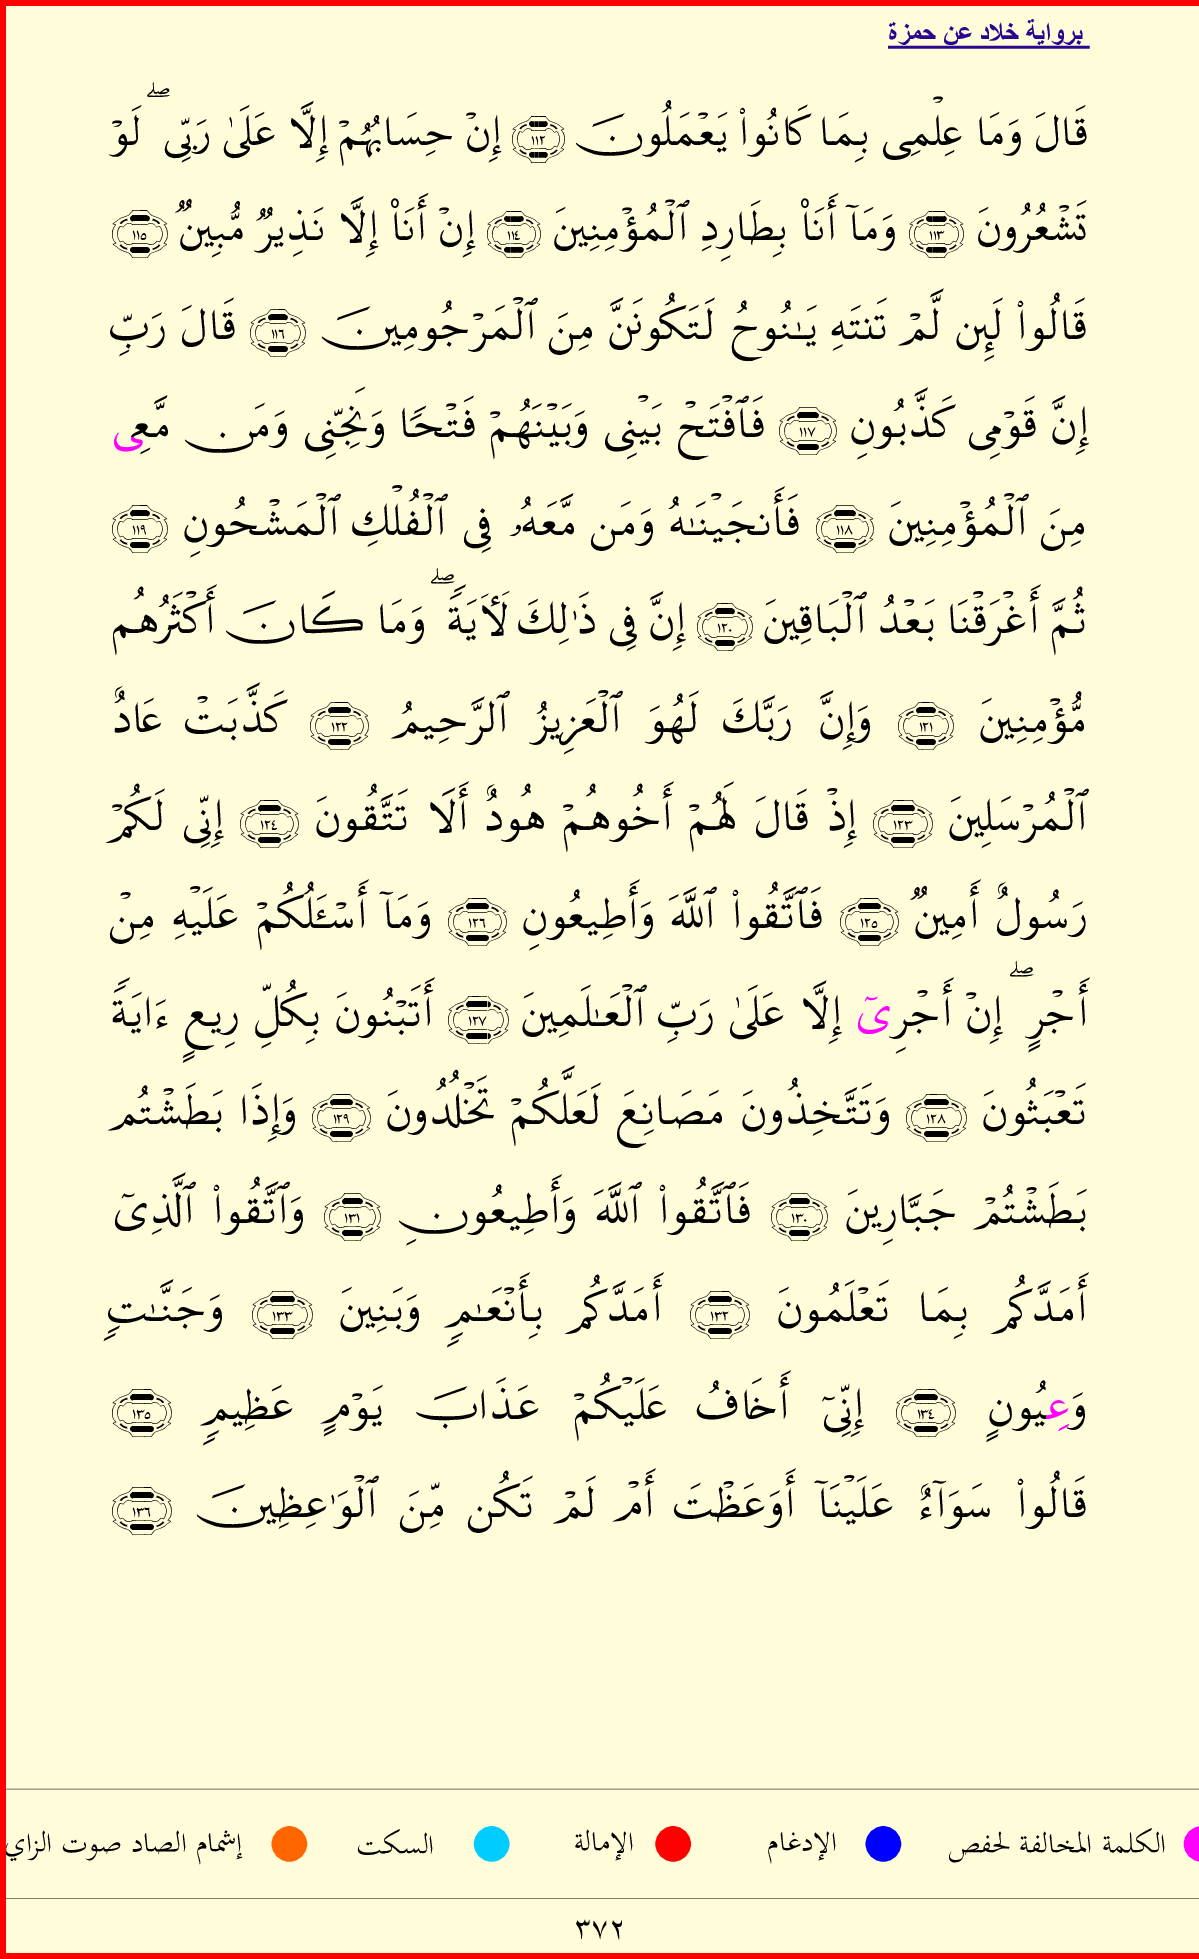 برواية خلاد عن حمزة
قَالَ وَمَا عِلْمِى بِمَا كَانُوا۟ يَعْمَلُونَ ١١٢ إِنْ حِسَابُهُمْ إِلَّا عَلَىٰ رَبِّى ۖ لَوْ
تَشْعُرُونَ ١١٣ وَمَآ أَنَا۠ بِطَارِدِ ٱلْمُؤْمِنِينَ ١١٤ إِنْ أَنَا۠ إِلَّا نَذِيرٌ مُّبِينٌ ١١٥
قَالُوا۟ لَئِن لَّمْ تَنتَهِ يَـٰنُوحُ لَتَكُونَنَّ مِنَ ٱلْمَرْجُومِينَ ١١٦ قَالَ رَبِّ
إِنَّ قَوْمِى كَذَّبُونِ ١١٧ فَٱفْتَحْ بَيْنِى وَبَيْنَهُمْ فَتْحًا وَنَجِّنِى وَمَن مَّعِى
مِنَ ٱلْمُؤْمِنِينَ ١١٨ فَأَنجَيْنَـٰهُ وَمَن مَّعَهُۥ فِى ٱلْفُلْكِ ٱلْمَشْحُونِ ١١٩
ثُمَّ أَغْرَقْنَا بَعْدُ ٱلْبَاقِينَ ١٢٠ إِنَّ فِى ذَٰلِكَ لَـَٔايَةً ۖ وَمَا كَانَ أَكْثَرُهُم
مُّؤْمِنِينَ ١٢١ وَإِنَّ رَبَّكَ لَهُوَ ٱلْعَزِيزُ ٱلرَّحِيمُ ١٢٢ كَذَّبَتْ عَادٌ
ٱلْمُرْسَلِينَ ١٢٣ إِذْ قَالَ لَهُمْ أَخُوهُمْ هُودٌ أَلَا تَتَّقُونَ ١٢٤ إِنِّى لَكُمْ
رَسُولٌ أَمِينٌ ١٢٥ فَٱتَّقُوا۟ ٱللَّهَ وَأَطِيعُونِ ١٢٦ وَمَآ أَسْـَٔلُكُمْ عَلَيْهِ مِنْ
أَجْرٍ ۖ إِنْ أَجْرِىٓ إِلَّا عَلَىٰ رَبِّ ٱلْعَـٰلَمِينَ ١٢٧ أَتَبْنُونَ بِكُلِّ رِيعٍ ءَايَةً
تَعْبَثُونَ ١٢٨ وَتَتَّخِذُونَ مَصَانِعَ لَعَلَّكُمْ تَخْلُدُونَ ١٢٩ وَإِذَا بَطَشْتُم
بَطَشْتُمْ جَبَّارِينَ ١٣٠ فَٱتَّقُوا۟ ٱللَّهَ وَأَطِيعُونِ ١٣١ وَٱتَّقُوا۟ ٱلَّذِىٓ
أَمَدَّكُم بِمَا تَعْلَمُونَ ١٣٢ أَمَدَّكُم بِأَنْعَـٰمٍ وَبَنِينَ ١٣٣ وَجَنَّـٰتٍ
وَعِيُونٍ ١٣٤ إِنِّىٓ أَخَافُ عَلَيْكُمْ عَذَابَ يَوْمٍ عَظِيمٍ ١٣٥
قَالُوا۟ سَوَآءٌ عَلَيْنَآ أَوَعَظْتَ أَمْ لَمْ تَكُن مِّنَ ٱلْوَٰعِظِينَ ١٣٦
الكلمة المخالفة لحفص الإدغام الإمالة السكت إشمام الصاد صوت الزاي
٣٧٢